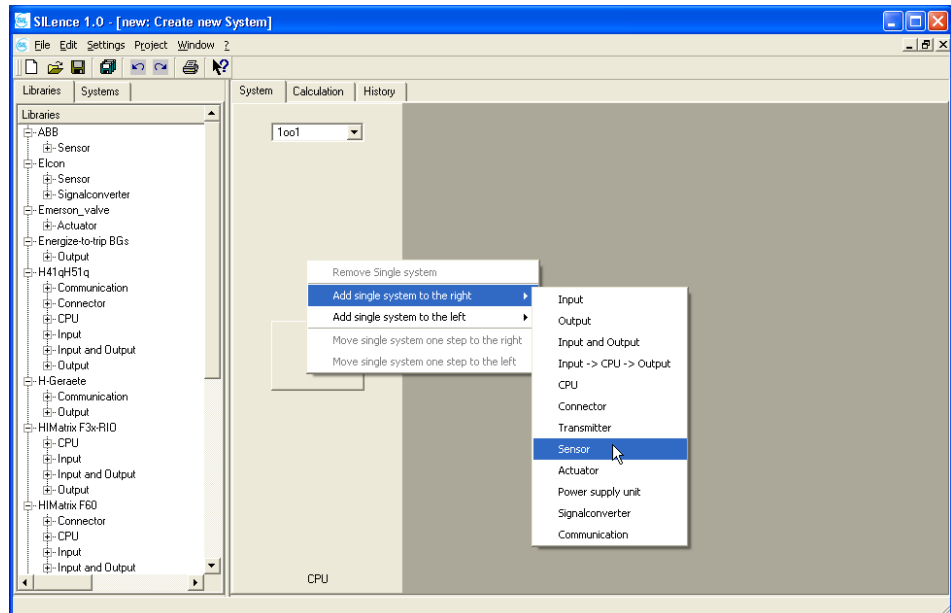 SILence 1.0 - [new: Create new System]
File Edit Settings Project Window ?
Libraries Systems
System Calculation History
Libraries
ABB
Sensor
Elcon
Sensor
Signalconverter
Emerson_valve
Actuator
Energize-to-trip BGs
Output
H41qH51q
Communication
Connector
CPU
Input
Input and Output
Output
H-Geraete
Communication
Output
HIMatrix F3x-RIO
CPU
Input
Input and Output
Output
HIMatrix F60
Connector
CPU
Input
Input and Output
1oo1
Remove Single system
Add single system to the right
Add single system to the left
Move single system one step to the right
Move single system one step to the left
Input
Output
Input and Output
Input -> CPU -> Output
CPU
Connector
Transmitter
Sensor
Actuator
Power supply unit
Signalconverter
Communication
CPU